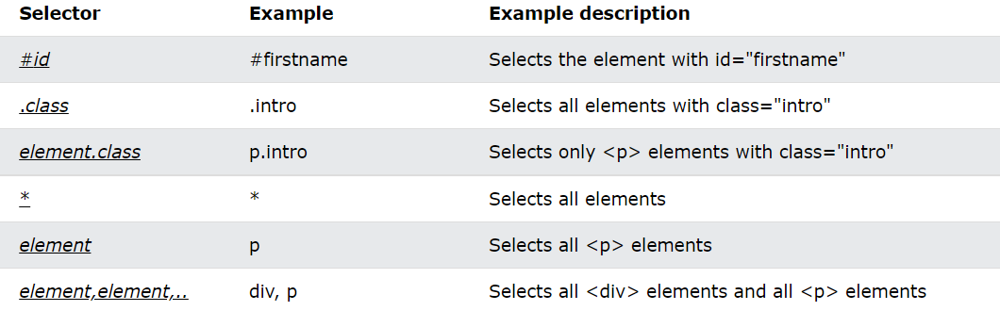 Selector Example Example description
#id #firstname Selects the element with id="firstname"
.class .intro Selects all elements with class="intro"
element.class p.intro Selects only <p> elements with class="intro"
* * Selects all elements
element p Selects all <p> elements
element,element,.. div, p Selects all <div> elements and all <p> elements